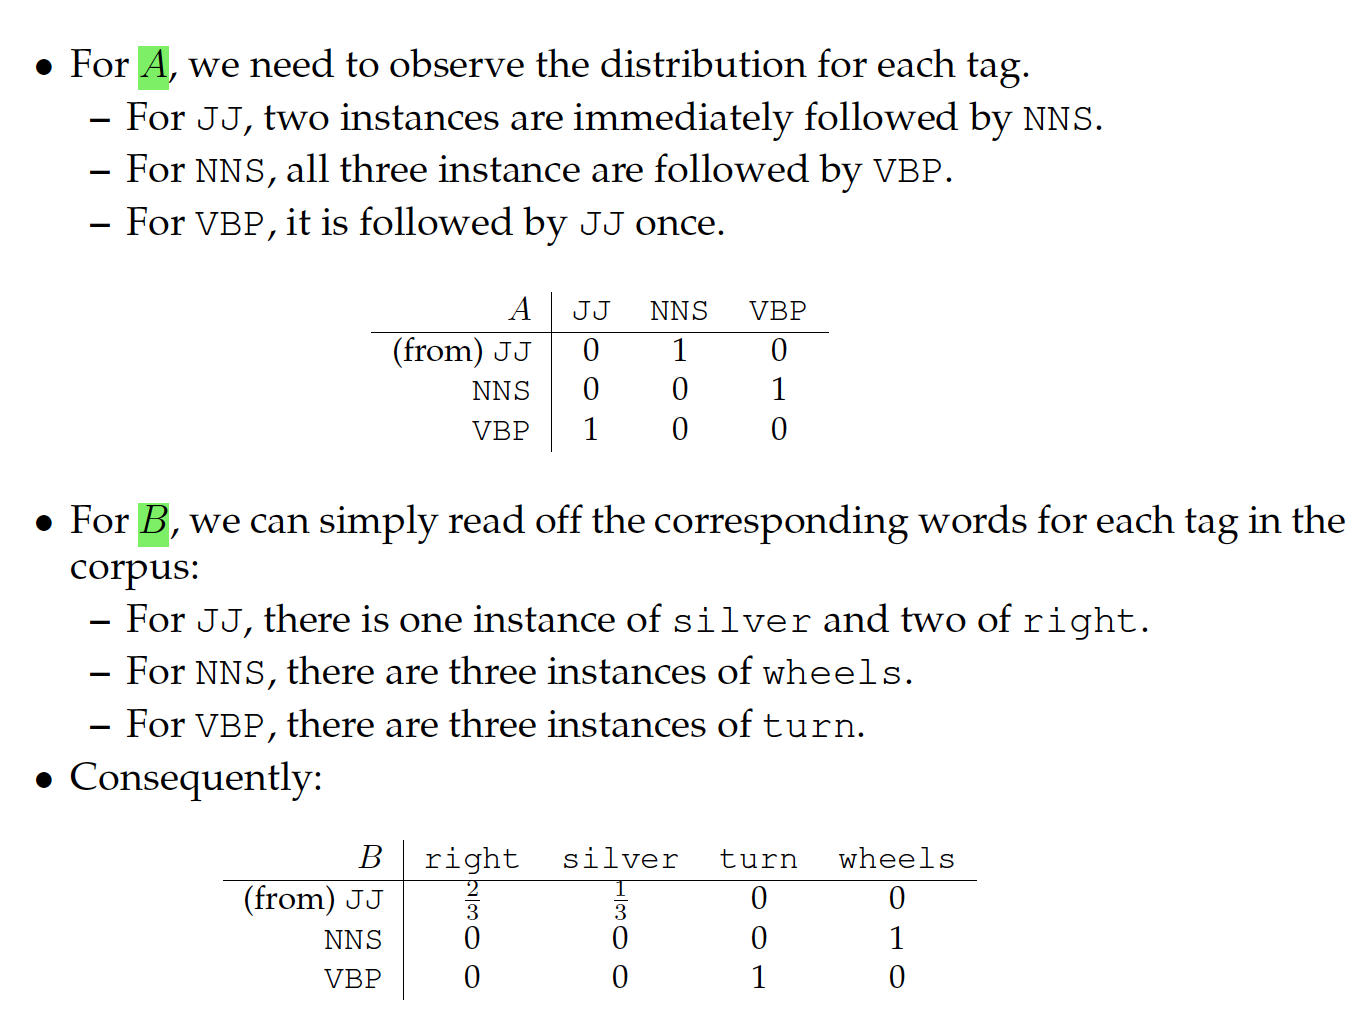 • For A, we need to observe the distribution for each tag.
– For JJ, two instances are immediately followed by NNS.
– For NNS, all three instance are followed by VBP.
– For VBP, it is followed by JJ once.
A JJ NNS VBP
(from) JJ 0 1 0
NNS 0 0 1
VBP 1 0 0
• For B, we can simply read off the corresponding words for each tag in the
corpus:
– For JJ, there is one instance of silver and two of right.
– For NNS, there are three instances of wheels.
– For VBP, there are three instances of turn.
• Consequently:
B right silver turn wheels
(from) JJ 2/3 1/3 0 0
NNS 0 0 0 1
VBP 0 0 1 0